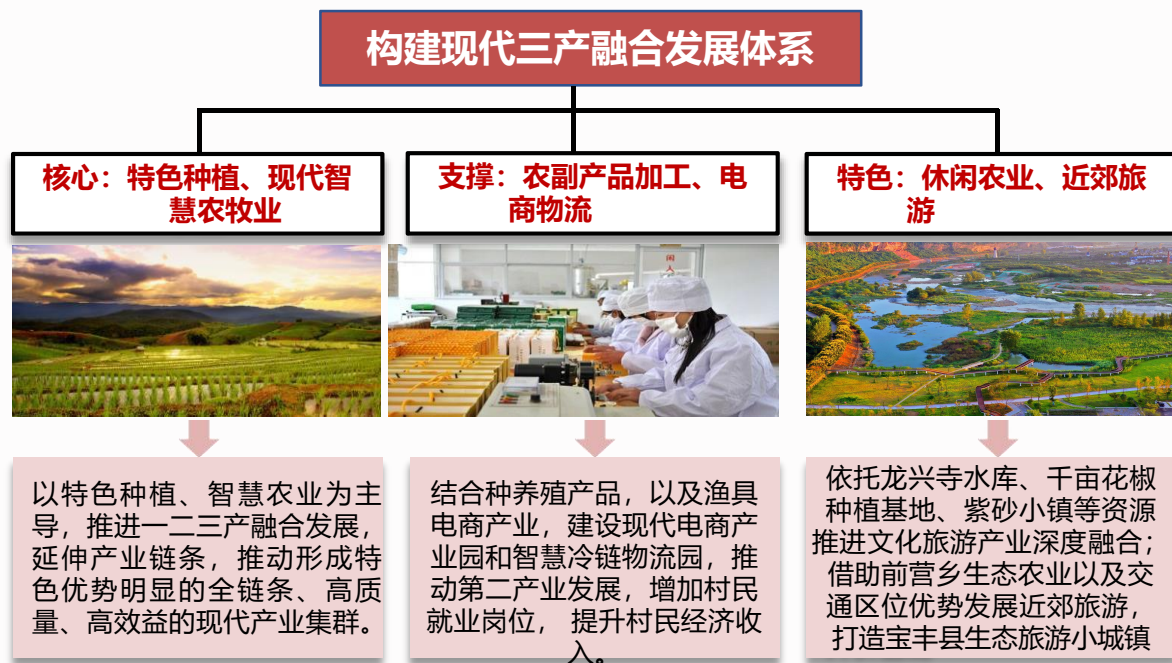 构建现代三产融合发展体系
核心：特色种植、现代智
慧农牧业
支撑：农副产品加工、电
商物流
特色：休闲农业、近郊旅
游
闲人
以特色种植、智慧农业为主
导，推进一二三产融合发展，
延伸产业链条，推动形成特
色优势明显的全链条、高质
量、高效益的现代产业集群。
结合种养殖产品，以及渔具
电商产业，建设现代电商产
业园和智慧冷链物流园，推
动第二产业发展，增加村民
就业岗位， 提升村民经济收
入。
依托龙兴寺水库、千亩花椒
种植基地、紫砂小镇等资源
推进文化旅游产业深度融合；
借助前营乡生态农业以及交
通区位优势发展近郊旅游，
打造宝丰县生态旅游小城镇